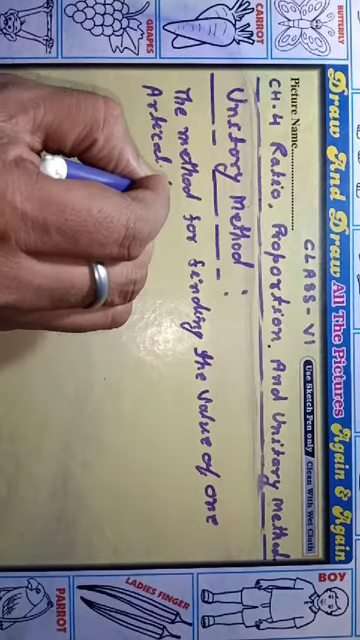 Draw And Draw All The Pictures Again & Again
Picture Name
Use Sketch Pen only
Clean With Wet Cloth
CLASS - VI
CH-4 Ratio, Proportion, And Unitary Method
Unitary Method:
The method for finding the value of one
Artical
BUTTERFLY
CARROT
GRAPES
BOY
LADIES FINGER
PARROT